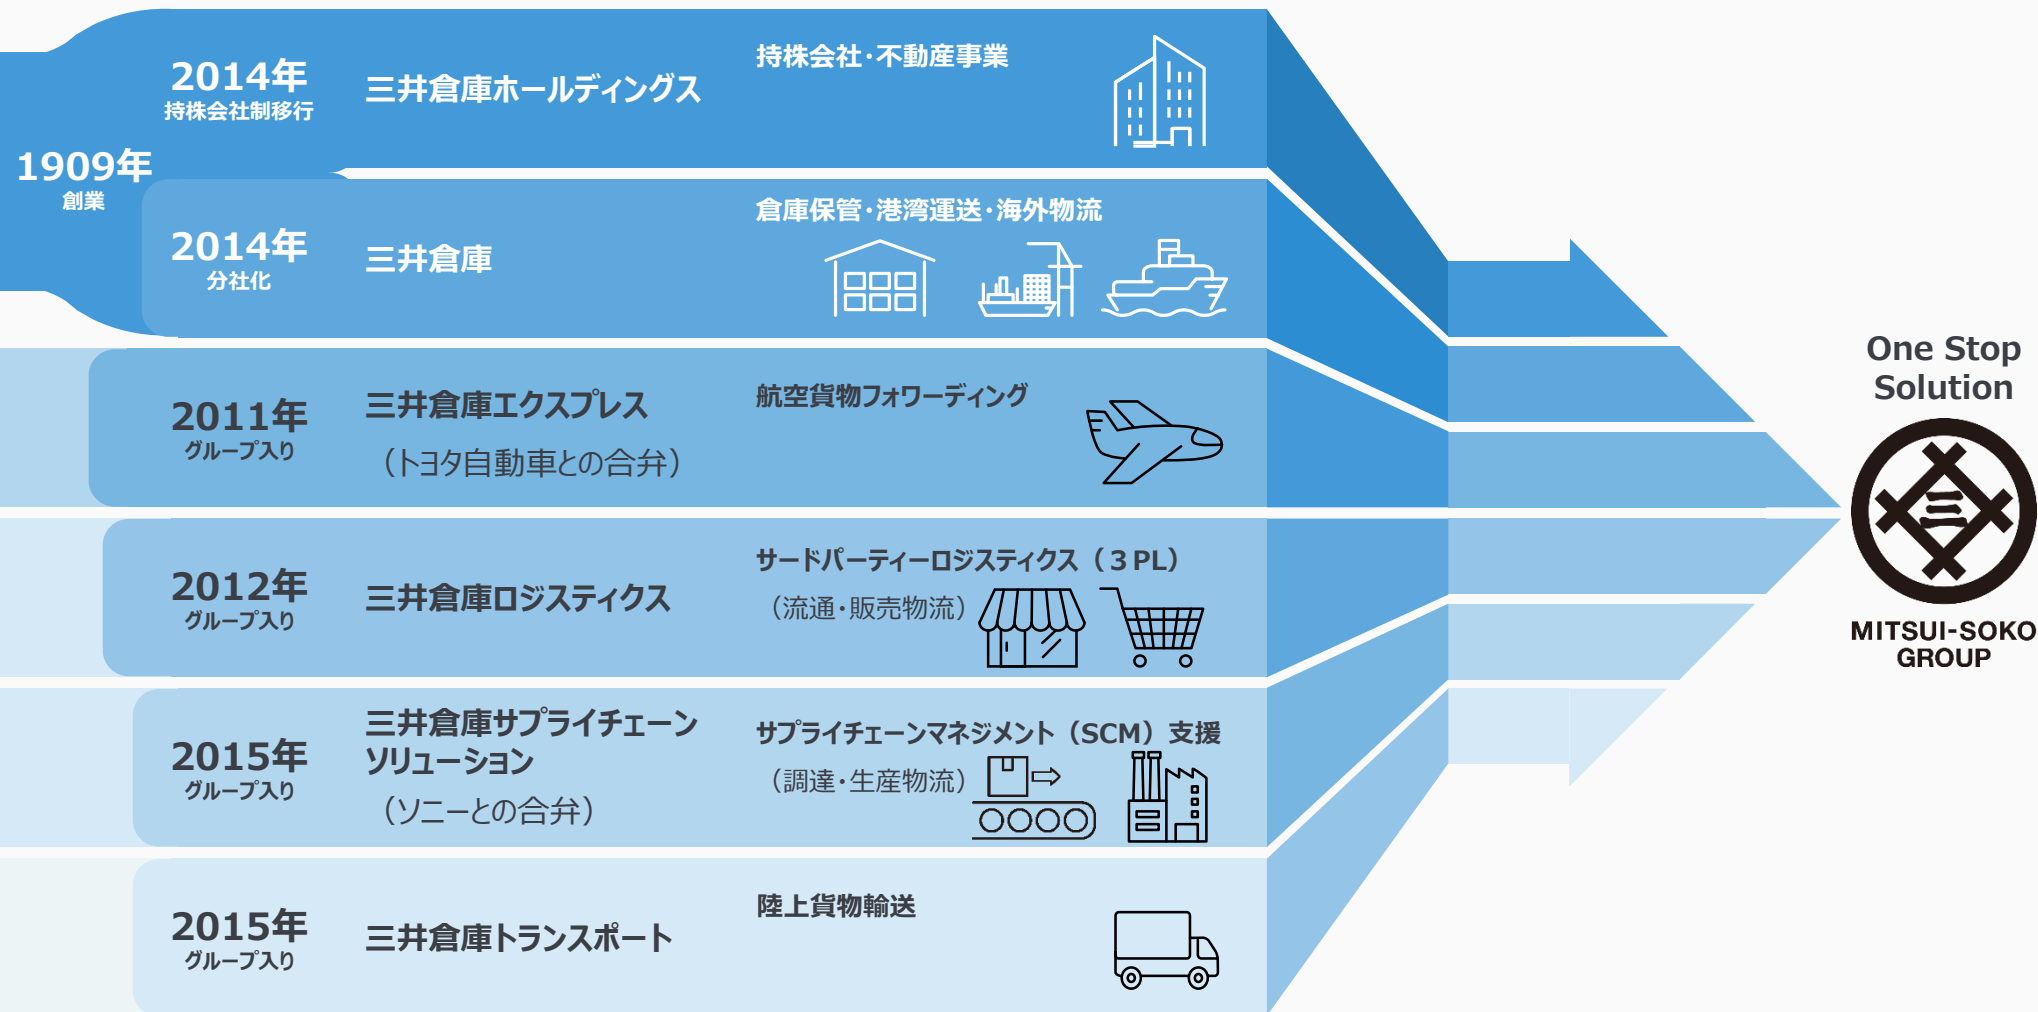 1909年
創業
2014年
持株会社制移行
三井倉庫ホールディングス
持株会社・不動産事業
2014年
分社化
三井倉庫
倉庫保管・港湾運送・海外物流
2011年
グループ入り
三井倉庫エクスプレス
（トヨタ自動車との合弁）
航空貨物フォワーディング
2012年
グループ入り
三井倉庫ロジスティクス
サードパーティーロジスティクス（３PL）
（流通・販売物流）
2015年
グループ入り
三井倉庫サプライチェーン
ソリューション
（ソニーとの合弁）
サプライチェーンマネジメント（SCM）支援
（調達・生産物流）
2015年
グループ入り
三井倉庫トランスポート
陸上貨物輸送
One Stop
Solution
三
MITSUI-SOKO
GROUP